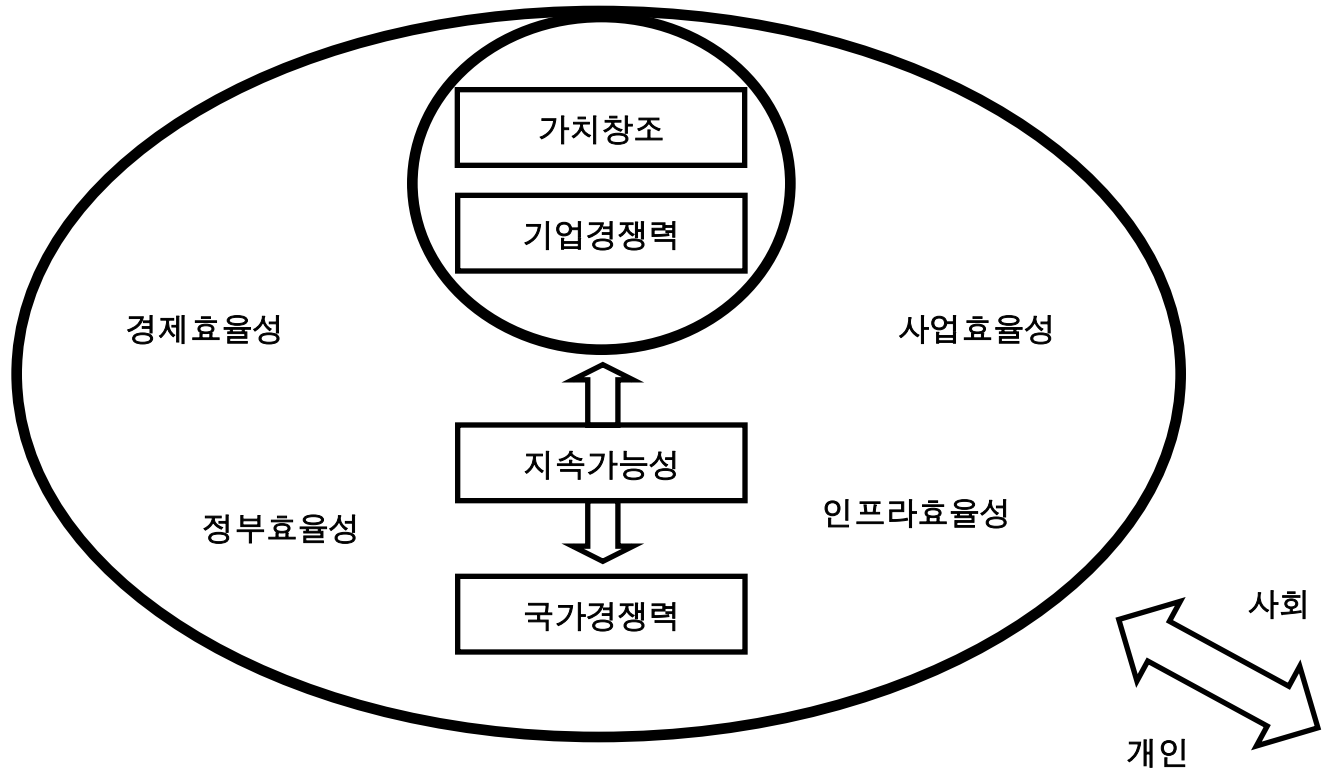 가치창조
기업경쟁력
경제효율성
사업효율성
지속가능성
정부효율성
인프라효율성
국가경쟁력
사회
개인